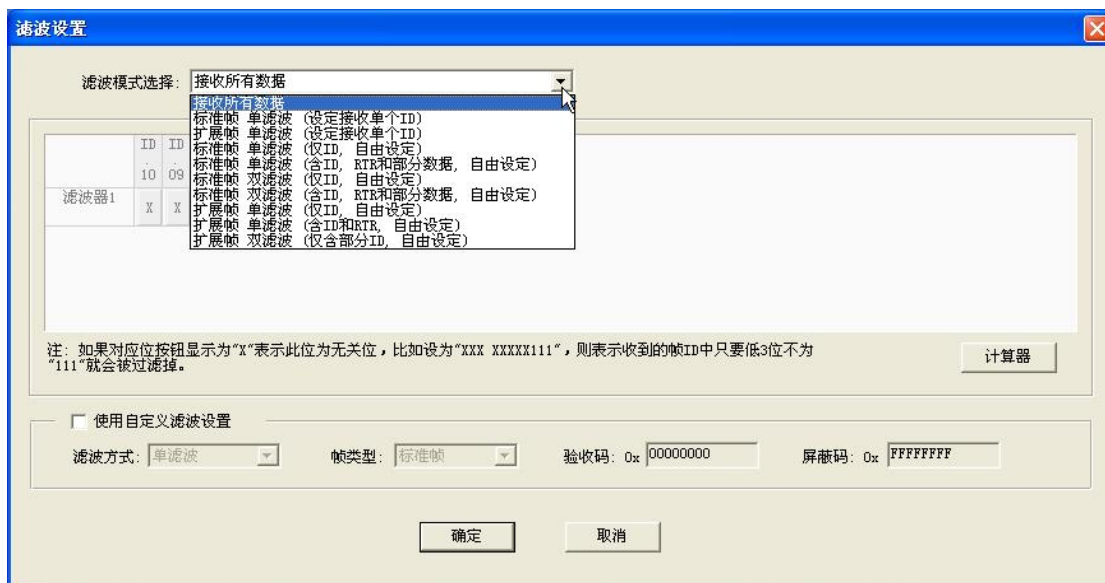 滤波设置
滤波模式选择: 接收所有数据
接收所有数据
标准帧 单滤波 (设定接收单个ID)
扩展帧 单滤波 (设定接收单个ID)
标准帧 单滤波 (仅ID, 自由设定)
标准帧 单滤波 (含ID, RTR和部分数据, 自由设定)
标准帧 双滤波 (仅ID, 自由设定)
标准帧 双滤波 (含ID, RTR和部分数据, 自由设定)
扩展帧 单滤波 (仅ID, 自由设定)
扩展帧 单滤波 (含ID和RTR, 自由设定)
扩展帧 双滤波 (仅含部分ID, 自由设定)
ID ID
. .
10 09
滤波器1 X X
注: 如果对应位按钮显示为"X"表示此位为无关位，比如设为"XXX XXXXX111"，则表示收到的帧ID中只要低3位不为
"111"就会被过滤掉。
计算器
使用自定义滤波设置
滤波方式: 单滤波 帧类型: 标准帧 验收码: 0x 00000000 屏蔽码: 0x FFFFFFFF
确定 取消